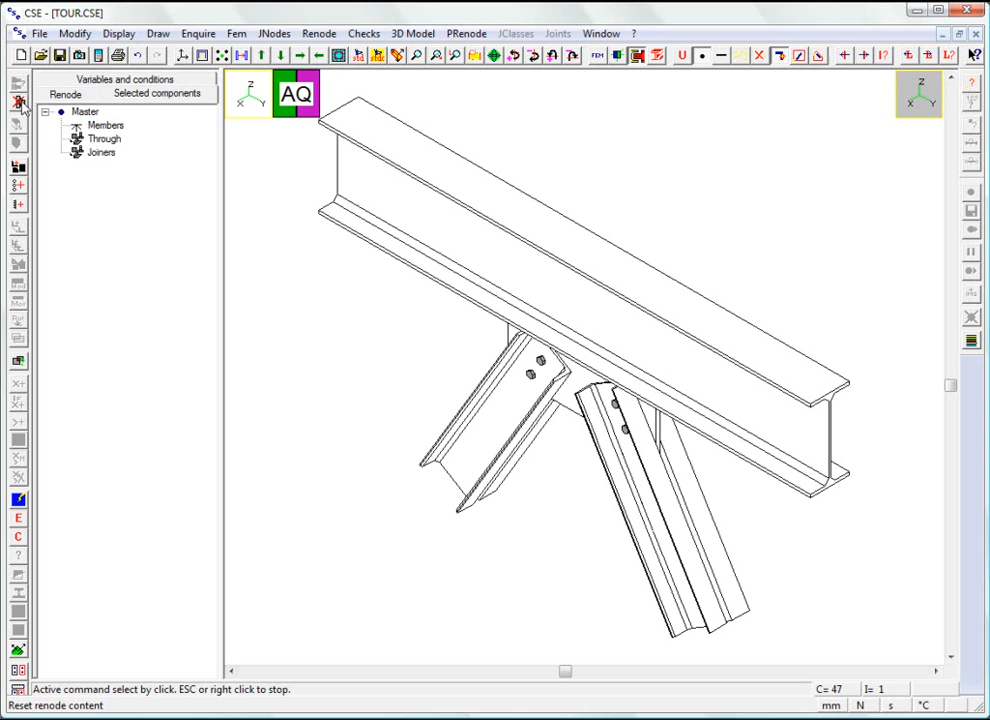 CSE - [TOUR.CSE]
File Modify Display Draw Enquire Fem JNodes Renode Checks 3D Model PRenode JClasses Joints Window ?
Variables and conditions
Renode Selected components
Master
Members
Through
Joiners
Z
X Y
AQ
Z
X Y
E
C
Active command select by click. ESC or right click to stop. C= 47 I= 1
Reset renode content mm N s °C